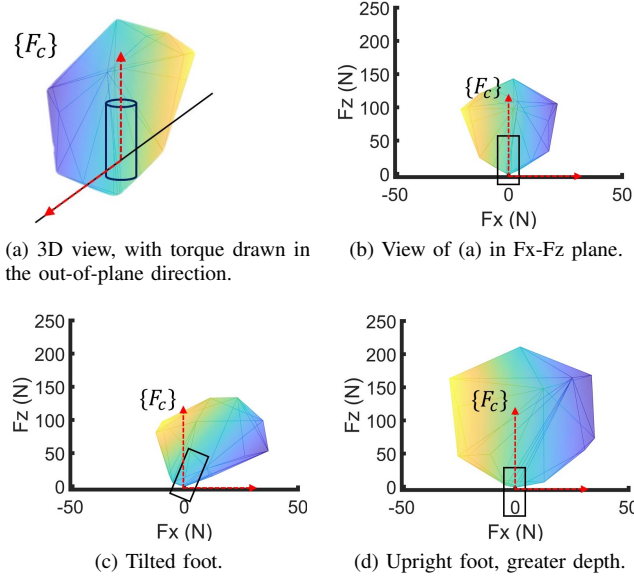 {F_c}
250
200
150
100
50
0
Fz (N)
{F_c}
-50 0 50
Fx (N)
(a) 3D view, with torque drawn in
the out-of-plane direction.
(b) View of (a) in Fx-Fz plane.
250
200
150
100
50
0
Fz (N)
{F_c}
-50 0 50
Fx (N)
(c) Tilted foot.
250
200
150
100
50
0
Fz (N)
{F_c}
-50 0 50
Fx (N)
(d) Upright foot, greater depth.